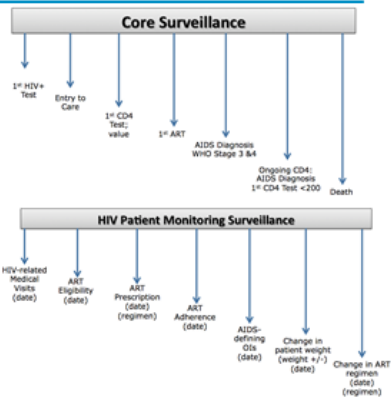 Core Surveillance
1st HIV+
Test
Entry to
Care
1st CD4
Test;
value
1st ART
AIDS Diagnosis
WHO Stage 3 &4
Ongoing CD4:
AIDS Diagnosis
1st CD4 Test <200
Death
HIV Patient Monitoring Surveillance
HIV-related
Medical
Visits
(date)
ART
Eligibility
(date)
ART
Prescription
(date)
(regimen)
ART
Adherence
(date)
AIDS-
defining
OIs
(date)
Change in
patient weight
(weight +/-)
(date)
Change in ART
regimen
(date)
(regimen)